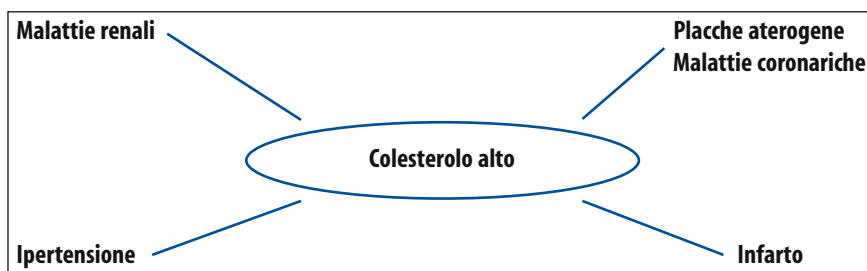 Malattie renali
Placche aterogene
Malattie coronariche
Colesterolo alto
Ipertensione
Infarto